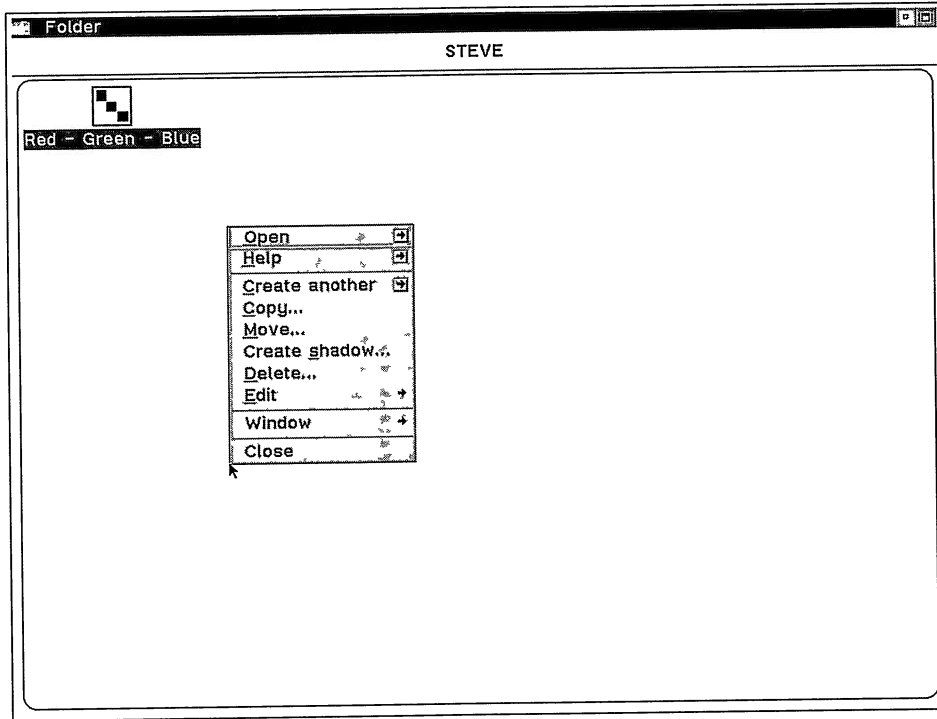 Folder
STEVE
Red - Green - Blue
Open
Help
Create another
Copy...
Move...
Create shadow...
Delete...
Edit
Window
Close